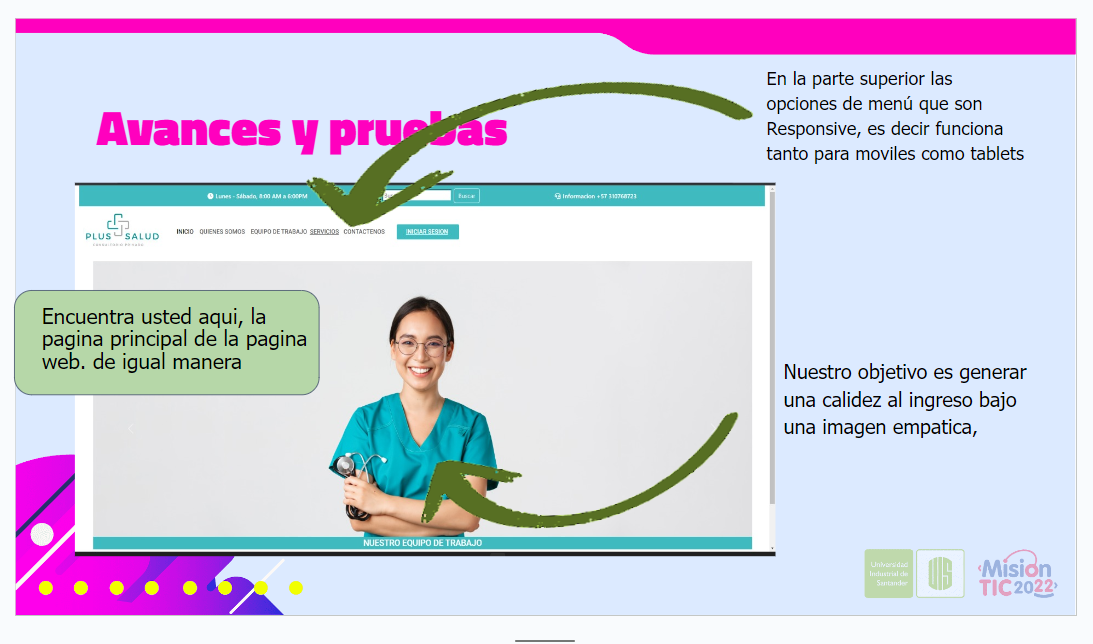 En la parte superior las
opciones de menú que son
Responsive, es decir funciona
tanto para moviles como tablets
Avances y pruebas
Lunes - Sábado, 8:00 AM a 6:00PM
Buscar
Informacion +57 310768723
PLUS SALUD
INICIO QUIENES SOMOS EQUIPO DE TRABAJO SERVICIOS CONTACTENOS INICIAR SESION
Encuentra usted aqui, la
pagina principal de la pagina
web. de igual manera
Nuestro objetivo es generar
una calidez al ingreso bajo
una imagen empatica,
NUESTRO EQUIPO DE TRABAJO
Universidad
Industrial de
Santander
UIS
Misión
TIC 2022